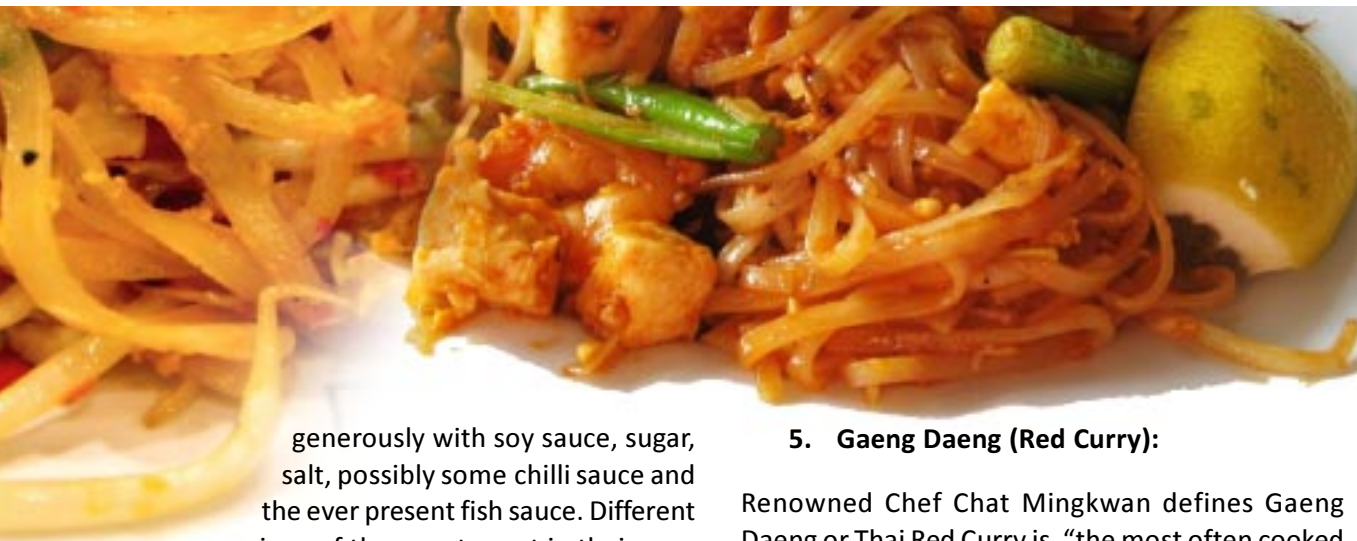 generously with soy sauce, sugar,
salt, possibly some chilli sauce and
the ever present fish sauce. Different
5. Gaeng Daeng (Red Curry):
Renowned Chef Chat Mingkwan defines Gaeng
Daeng or Thai Red Curry is, “the most often cooked